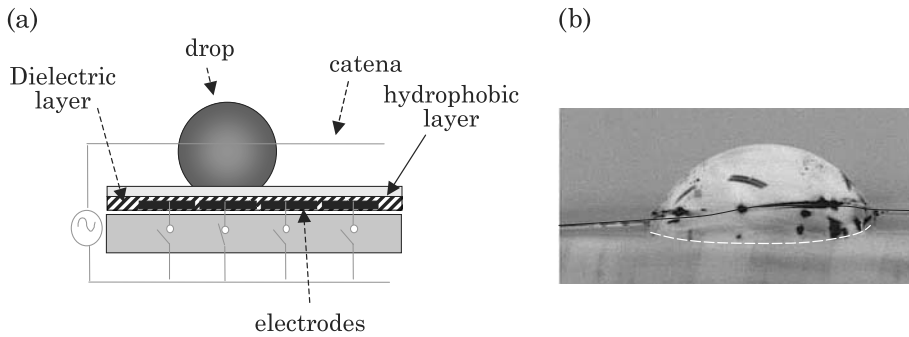 (a)
(b)
drop
catena
Dielectric
layer
hydrophobic
layer
electrodes